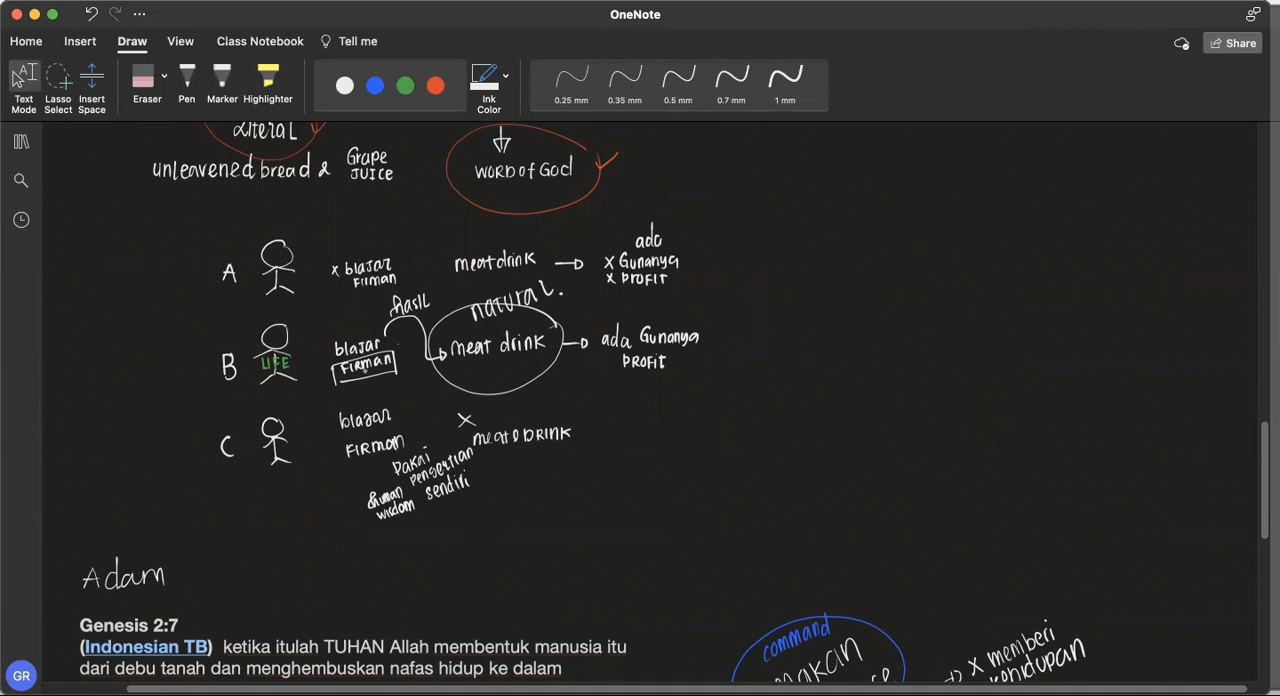 OneNote
Home Insert Draw View Class Notebook Tell me
Share
Text Mode
Lasso Select
Insert Space
Eraser
Pen
Marker
Highlighter
Ink Color
0.25 mm 0.35 mm 0.5 mm 0.7 mm 1 mm
Literal
unleavened bread & Grape JUICE
WORD OF GOD
A
x blajar
Firman
meat drink
ada
x Gunanya
x PROFIT
hasil
natural.
B
LIFE
blajar
FIRMAN
meat drink
ada Gunanya
PROFIT
C
blajar
FIRMAN
x
MEAT & DRINK
pakai
pengertian
sendiri
human
wisdom
Adam
Genesis 2:7
(Indonesian TB) ketika itulah TUHAN Allah membentuk manusia itu
dari debu tanah dan menghembuskan nafas hidup ke dalam
command
makan
x memberi
kehidupan
GR